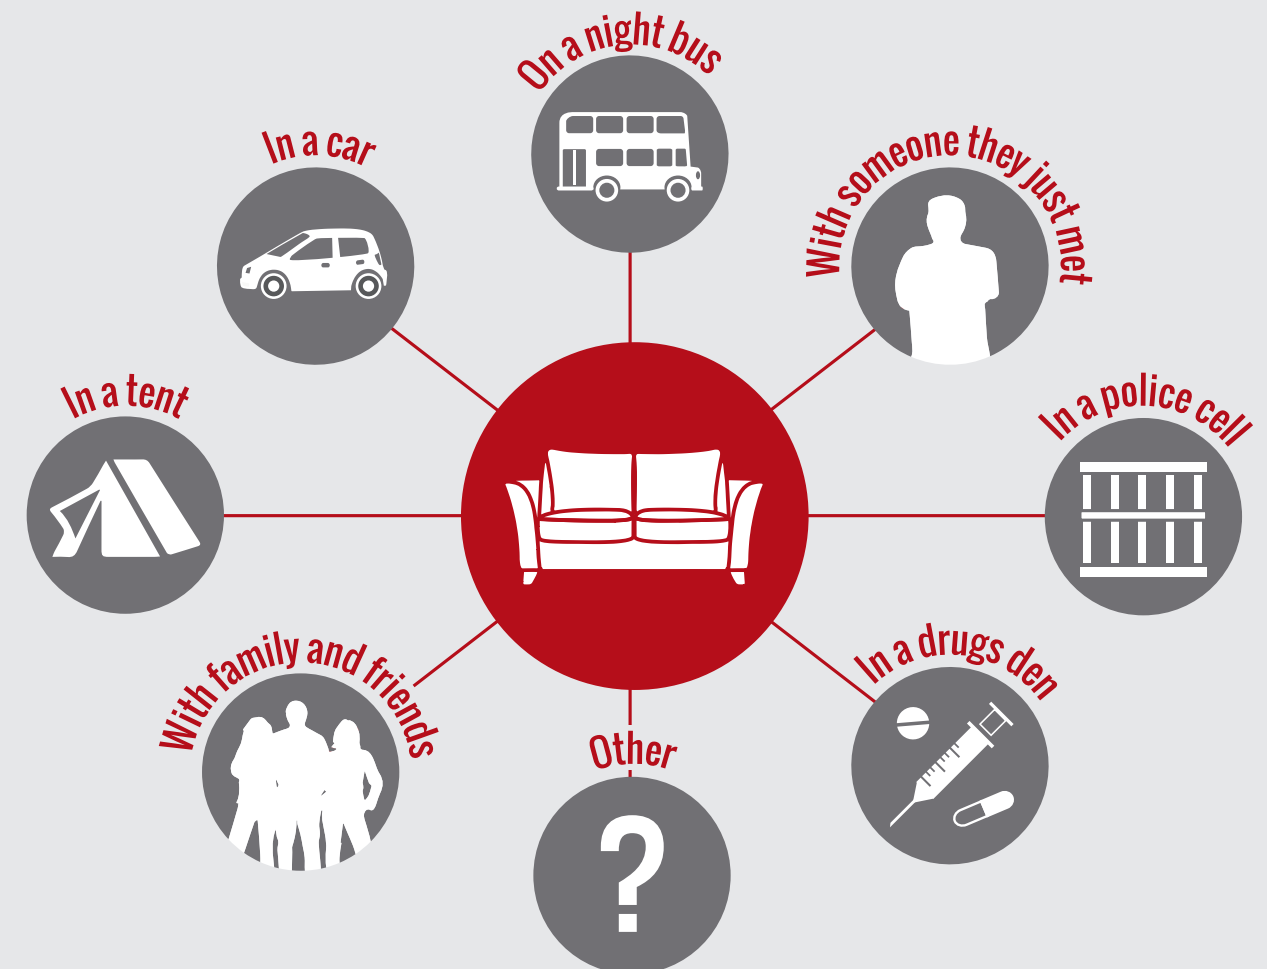 On a night bus
In a car
With someone they just met
In a tent
In a police cell
With family and friends
In a drugs den
Other
?